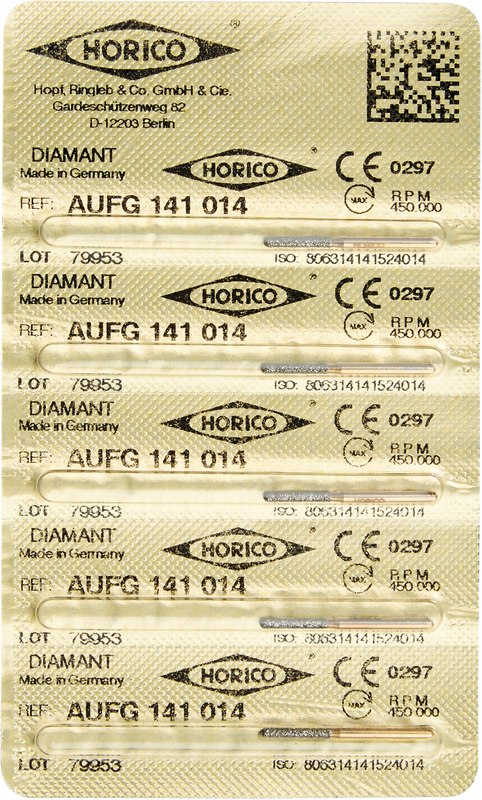 HORICO ®
Hopf, Ringleb & Co. GmbH & Cie.
Gardeschützenweg 82
D-12203 Berlin
DIAMANT HORICO ® CE 0297
Made in Germany
REF: AUFG 141 014 MAX RPM 450.000
HORICO
LOT 79953 ISO: 806314141524014
DIAMANT HORICO ® CE 0297
Made in Germany
REF: AUFG 141 014 MAX RPM 450.000
LOT 79953 ISO: 806314141524014
DIAMANT HORICO ® CE 0297
Made in Germany
REF: AUFG 141 014 MAX RPM 450.000
HORICO
LOT 79953 ISO: 806314141524014
DIAMANT HORICO CE 0297
Made in Germany
REF: AUFG 141 014 MAX RPM 450.000
LOT 79953 ISO: 806314141524014
DIAMANT HORICO ® CE 0297
Made in Germany
REF: AUFG 141 014 MAX RPM 450.000
LOT 79953 ISO: 806314141524014